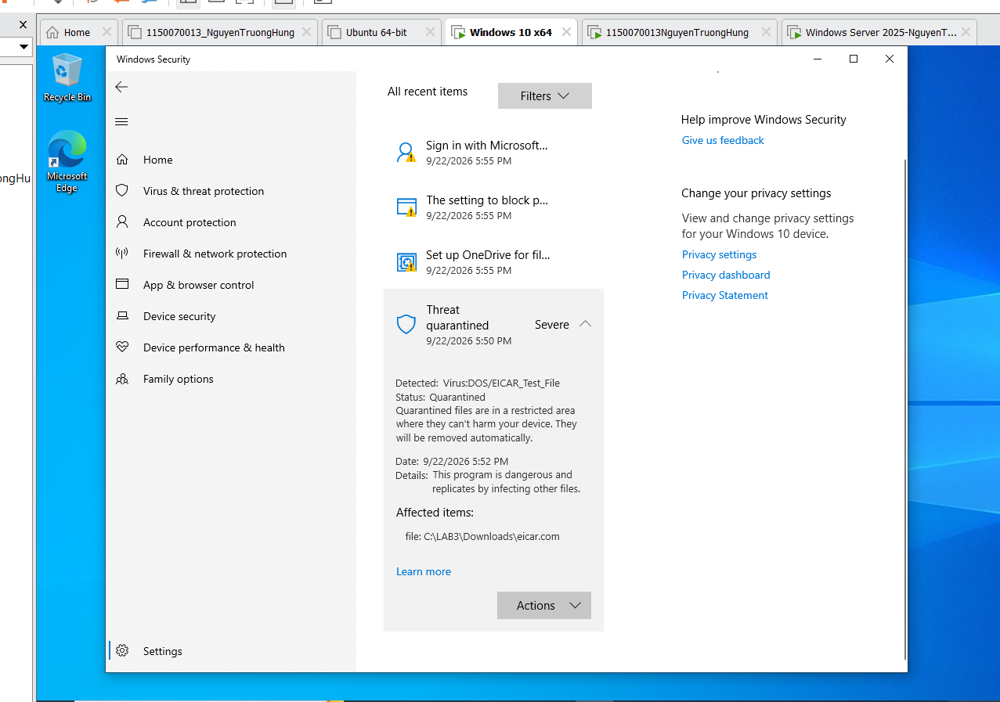 Home
1150070013_NguyenTruongHung
Ubuntu 64-bit
Windows 10 x64
1150070013NguyenTruongHung
Windows Server 2025-NguyenT...
ongHu
Recycle Bin
Microsoft
Edge
Windows Security
Home
Virus & threat protection
Account protection
Firewall & network protection
App & browser control
Device security
Device performance & health
Family options
Settings
All recent items
Filters
Sign in with Microsoft...
9/22/2026 5:55 PM
The setting to block p...
9/22/2026 5:55 PM
Set up OneDrive for fil...
9/22/2026 5:55 PM
Threat
quarantined
Severe
9/22/2026 5:50 PM
Detected: Virus:DOS/EICAR_Test_File
Status: Quarantined
Quarantined files are in a restricted area
where they can't harm your device. They
will be removed automatically.
Date: 9/22/2026 5:52 PM
Details: This program is dangerous and
replicates by infecting other files.
Affected items:
file: C:\LAB3\Downloads\eicar.com
Learn more
Actions
Help improve Windows Security
Give us feedback
Change your privacy settings
View and change privacy settings
for your Windows 10 device.
Privacy settings
Privacy dashboard
Privacy Statement